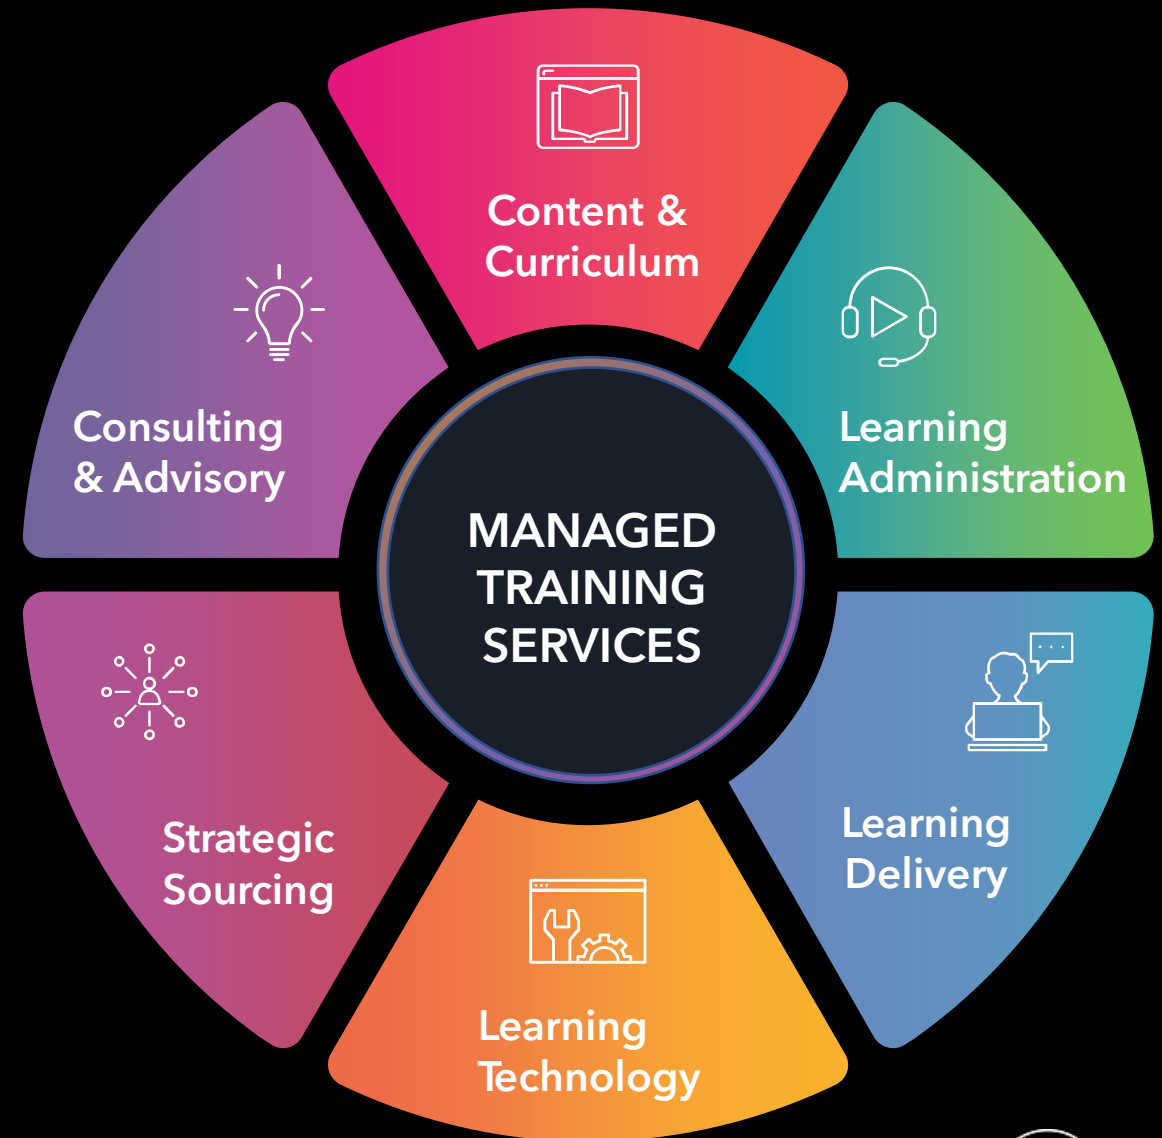 Content &
Curriculum
Learning
Administration
Learning
Delivery
Learning
Technology
Strategic
Sourcing
Consulting
& Advisory
MANAGED
TRAINING
SERVICES